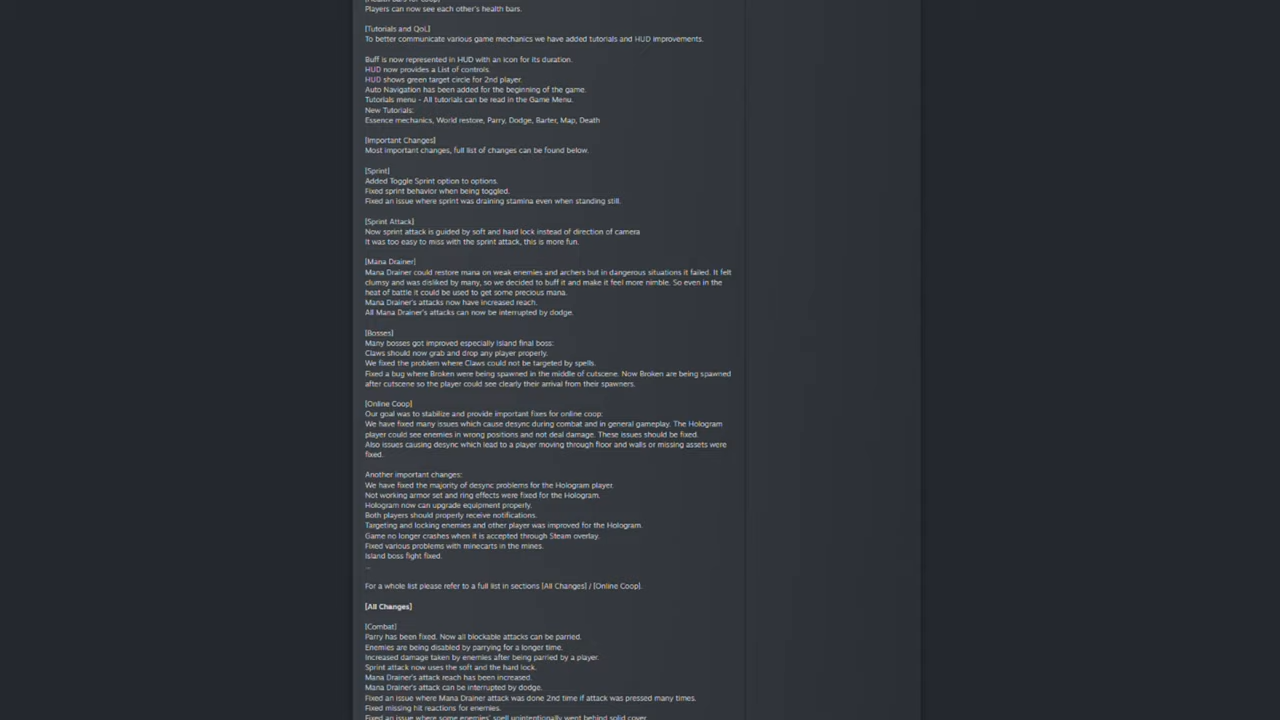 [Health Bars for Coop]
Players can now see each other's health bars.
[Tutorials and QoL]
To better communicate various game mechanics we have added tutorials and HUD improvements.
Buff is now represented in HUD with an icon for its duration.
HUD now provides a List of controls.
HUD shows green target circle for 2nd player.
Auto Navigation has been added for the beginning of the game.
Tutorials menu - All tutorials can be read in the Game Menu.
New Tutorials:
Essence mechanics, World restore, Parry, Dodge, Barter, Map, Death
[Important Changes]
Most important changes, full list of changes can be found below.
[Sprint]
Added Toggle Sprint option to options.
Fixed sprint behavior when being toggled.
Fixed an issue where sprint was draining stamina even when standing still.
[Sprint Attack]
Now sprint attack is guided by soft and hard lock instead of direction of camera
It was too easy to miss with the sprint attack, this is more fun.
[Mana Drainer]
Mana Drainer could restore mana on weak enemies and archers but in dangerous situations it failed. It felt
clumsy and was disliked by many, so we decided to buff it and make it feel more nimble. So even in the
heat of battle it could be used to get some precious mana.
Mana Drainer's attacks now have increased reach.
All Mana Drainer's attacks can now be interrupted by dodge.
[Bosses]
Many bosses got improved especially Island final boss:
Claws should now grab and drop any player properly.
We fixed the problem where Claws could not be targeted by spells.
Fixed a bug where Broken were being spawned in the middle of cutscene. Now Broken are being spawned
after cutscene so the player could see clearly their arrival from their spawners.
[Online Coop]
Our goal was to stabilize and provide important fixes for online coop:
We have fixed many issues which cause desync during combat and in general gameplay. The Hologram
player could see enemies in wrong positions and not deal damage. These issues should be fixed.
Also issues causing desync which lead to a player moving through floor and walls or missing assets were
fixed.
Another important changes:
We have fixed the majority of desync problems for the Hologram player.
Not working armor set and ring effects were fixed for the Hologram.
Hologram now can upgrade equipment properly.
Both players should properly receive notifications.
Targeting and locking enemies and other player was improved for the Hologram.
Game no longer crashes when it is accepted through Steam overlay.
Fixed various problems with minecarts in the mines.
Island boss fight fixed.
...
For a whole list please refer to a full list in sections [All Changes] / [Online Coop].
[All Changes]
[Combat]
Parry has been fixed. Now all blockable attacks can be parried.
Enemies are being disabled by parrying for a longer time.
Increased damage taken by enemies after being parried by a player.
Sprint attack now uses the soft and the hard lock.
Mana Drainer's attack reach has been increased.
Mana Drainer's attack can be interrupted by dodge.
Fixed an issue where Mana Drainer attack was done 2nd time if attack was pressed many times.
Fixed missing hit reactions for enemies.
Fixed an issue where some enemies' spell unintentionally went behind solid cover